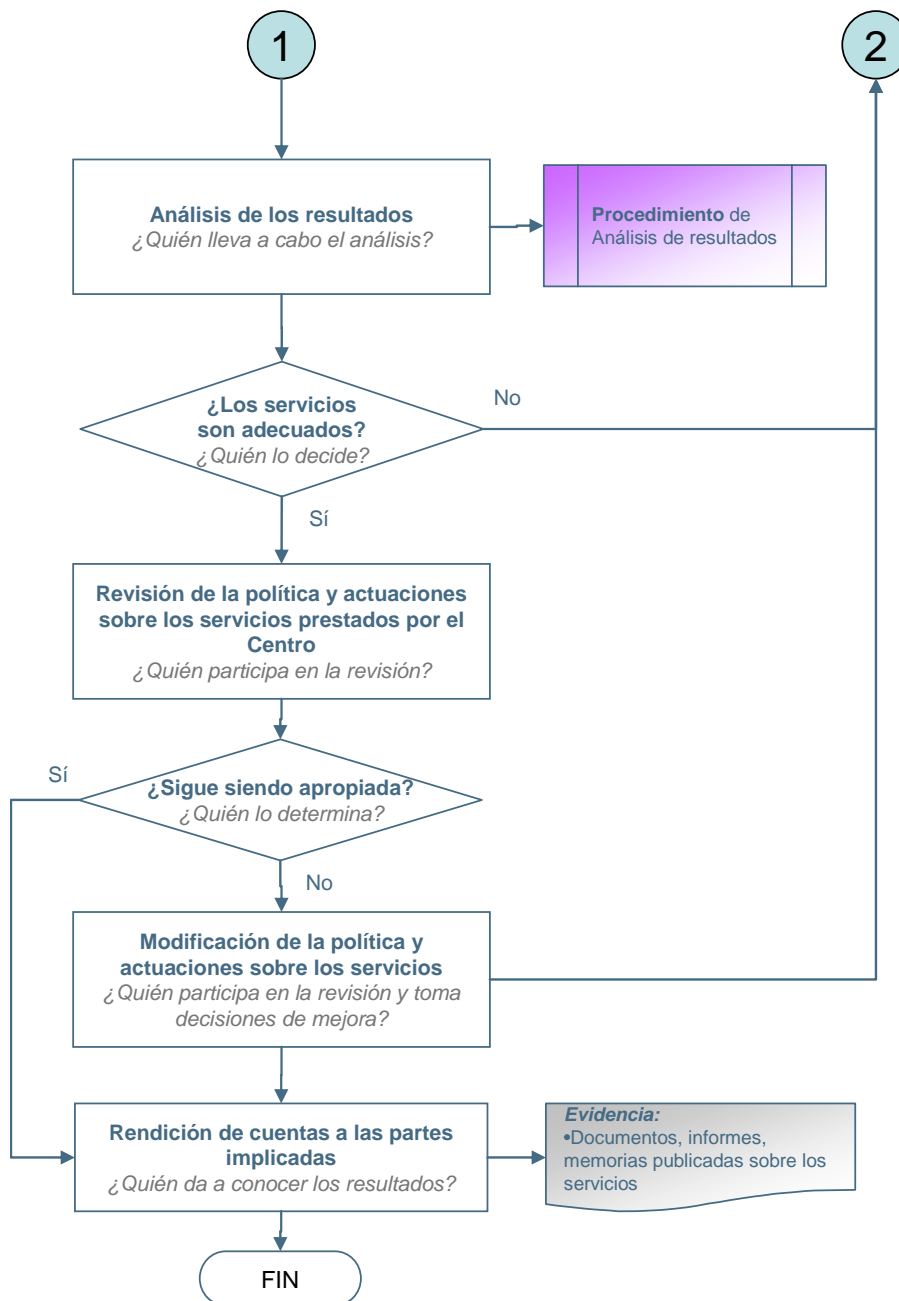 1
2
Análisis de los resultados
¿Quién lleva a cabo el análisis?
Procedimiento de
Análisis de resultados
¿Los servicios
son adecuados?
¿Quién lo decide?
No
Sí
Revisión de la política y actuaciones
sobre los servicios prestados por el
Centro
¿Quién participa en la revisión?
Sí
¿Sigue siendo apropiada?
¿Quién lo determina?
No
Modificación de la política y
actuaciones sobre los servicios
¿Quién participa en la revisión y toma
decisiones de mejora?
Rendición de cuentas a las partes
implicadas
¿Quién da a conocer los resultados?
Evidencia:
•Documentos, informes,
memorias publicadas sobre los
servicios
FIN